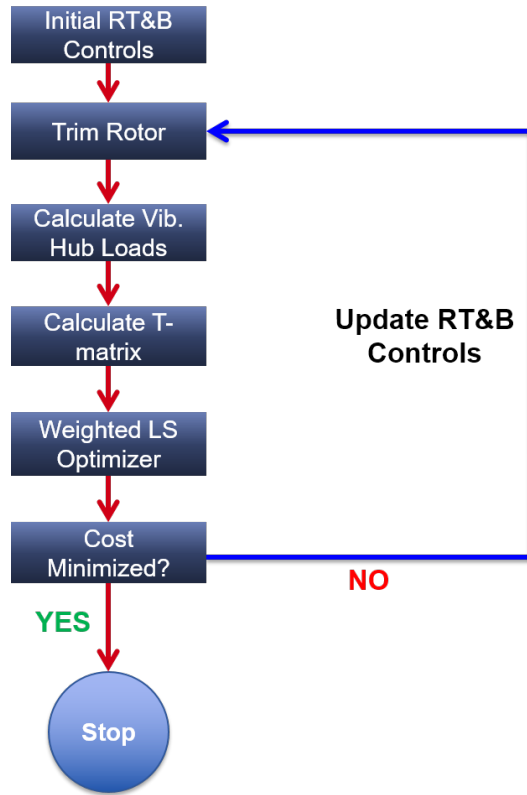 Initial RT&B
Controls
Trim Rotor
Calculate Vib.
Hub Loads
Calculate T-
matrix
Update RT&B
Controls
Weighted LS
Optimizer
Cost
Minimized?
NO
YES
Stop